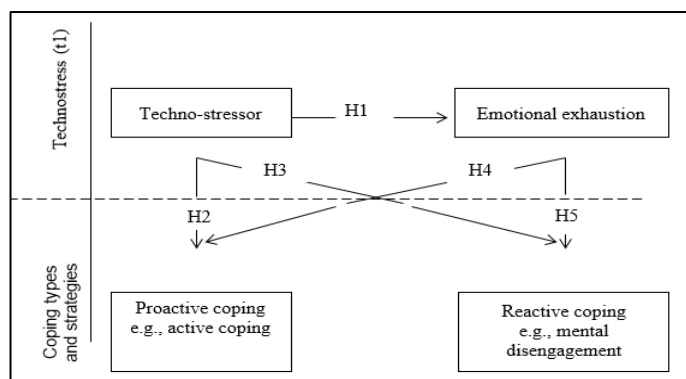 Technostress (t1)
Techno-stressor
H1
Emotional exhaustion
H3
H4
H2
H5
Coping types
and strategies
Proactive coping
e.g., active coping
Reactive coping
e.g., mental
disengagement